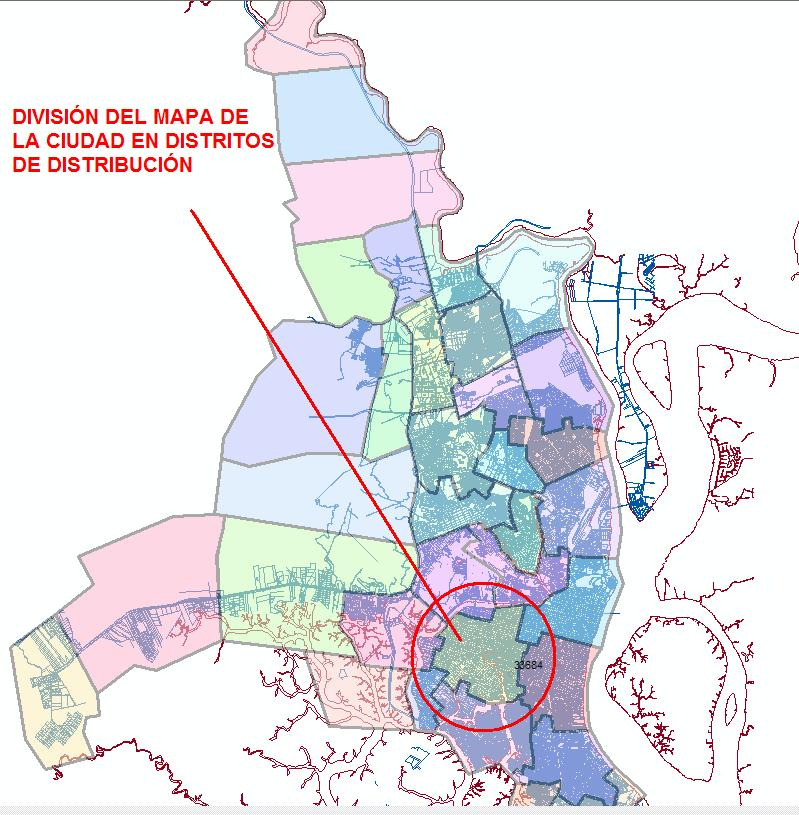 DIVISIÓN DEL MAPA DE
LA CIUDAD EN DISTRITOS
DE DISTRIBUCIÓN
33684